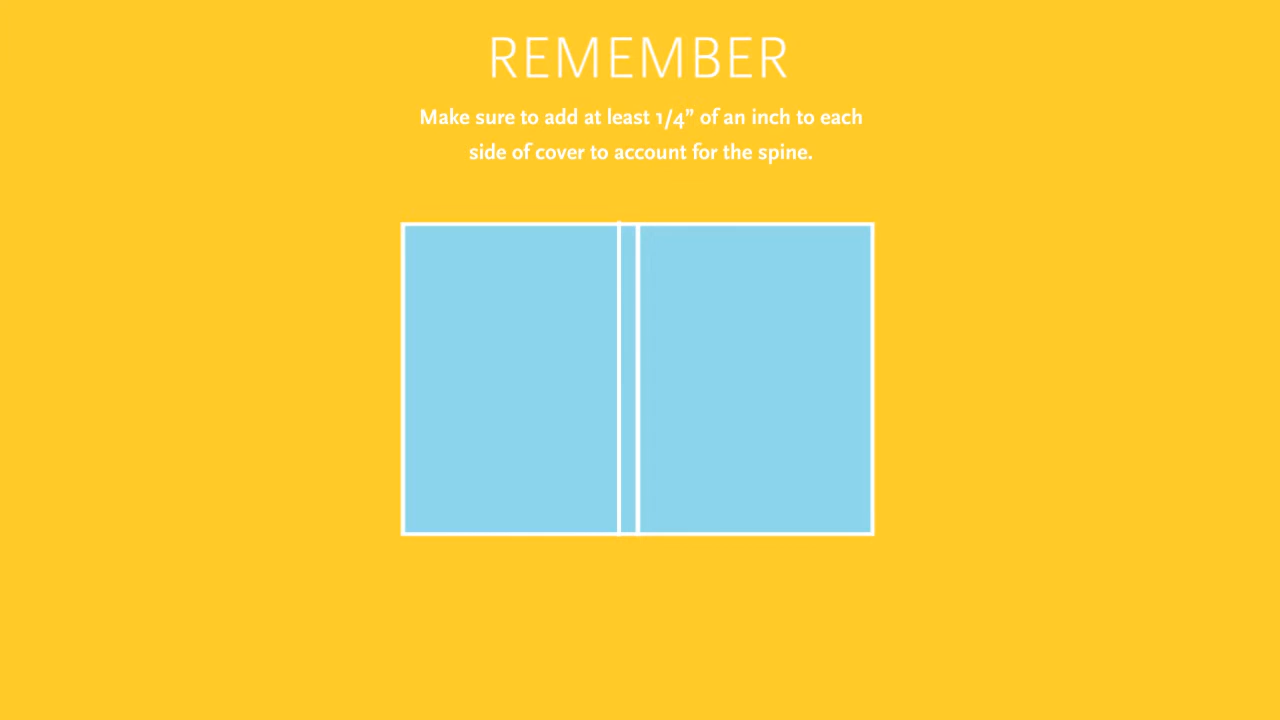 REMEMBER
Make sure to add at least 1/4” of an inch to each
side of cover to account for the spine.